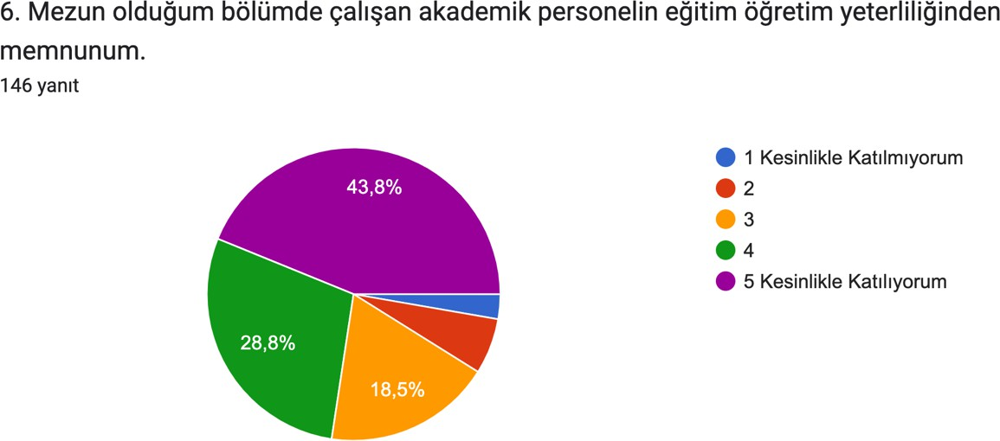 6. Mezun olduğum bölümde çalışan akademik personelin eğitim öğretim yeterliliğinden
memnunum.
146 yanıt
43,8%
28,8%
18,5%
1 Kesinlikle Katılmıyorum
2
3
4
5 Kesinlikle Katılıyorum